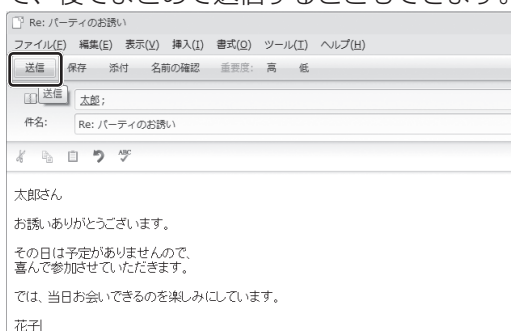 て、後でまとめて送信することもできます。
Re: パーティのお誘い
ファイル(F) 編集(E) 表示(V) 挿入(I) 書式(O) ツール(T) ヘルプ(H)
送信 保存 添付 名前の確認 重要度: 高 低
送信 太郎;
件名: Re: パーティのお誘い
ABC
太郎さん
お誘いありがとうございます。
その日は予定がありませんので、
喜んで参加させていただきます。
では、当日お会いできるのを楽しみにしています。
花子